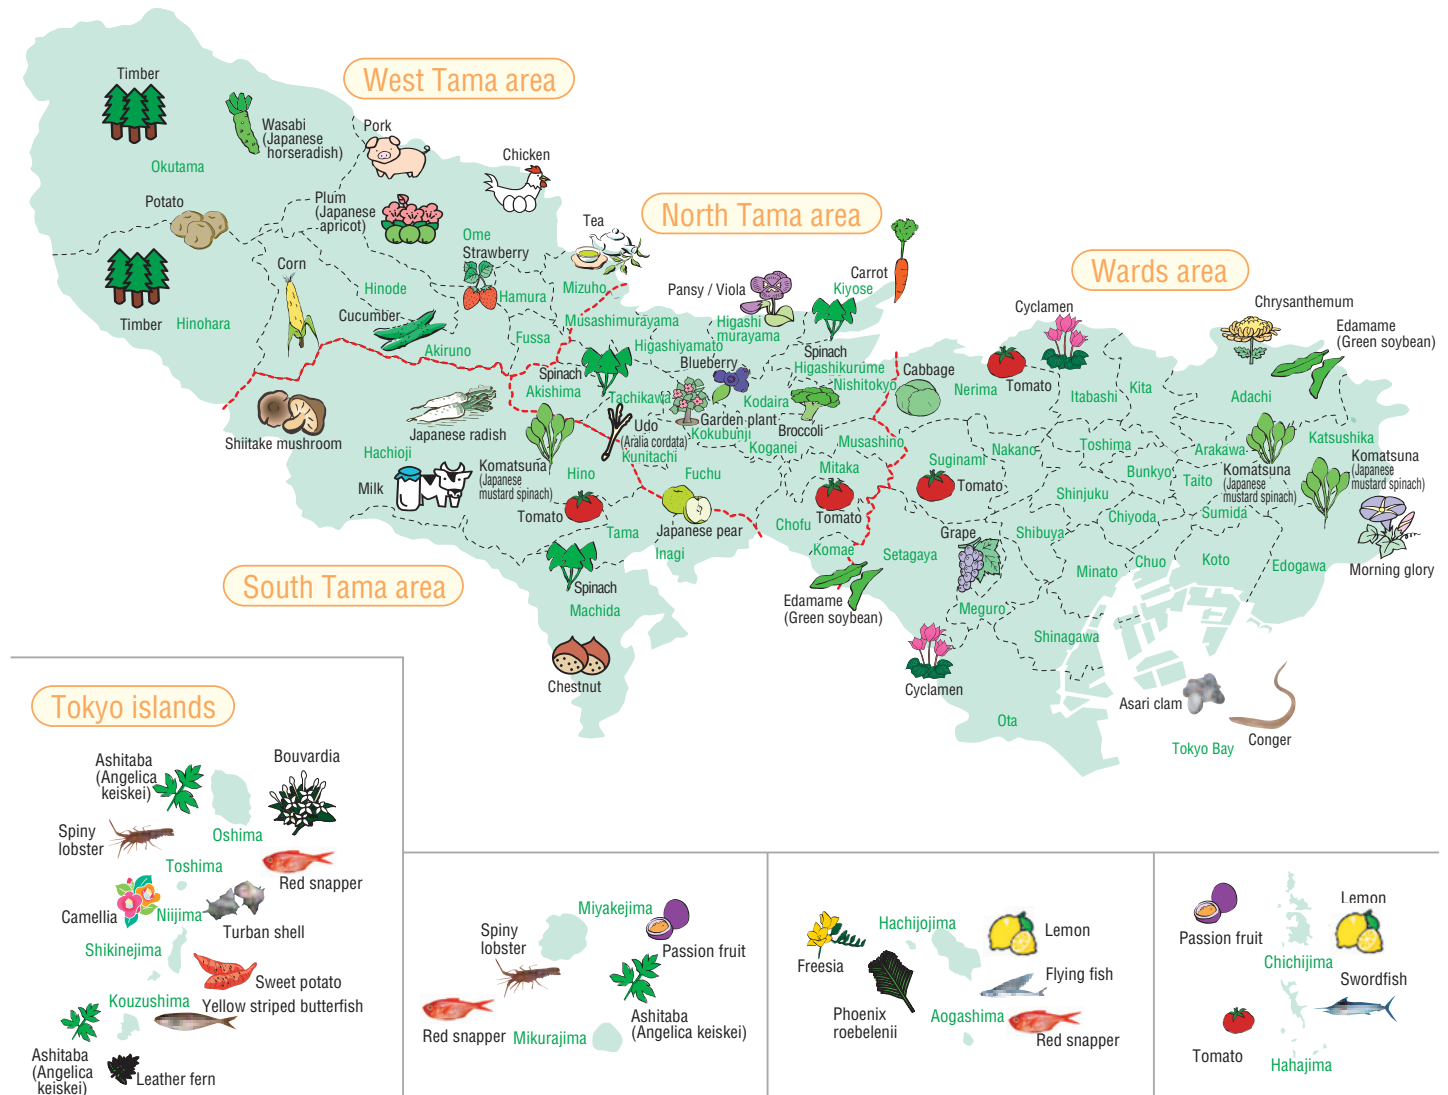 West Tama area
Timber
Wasabi
(Japanese
horseradish)
Okutama
Pork
Chicken
Potato
Plum
(Japanese
apricot)
Ome
Strawberry
Tea
North Tama area
Timber
Hinohara
Corn
Hinode
Cucumber
Hamura
Mizuho
Akiruno
Fussa
Pansy / Viola
Carrot
Kiyose
Musashimurayama
Higashi
murayama
Higashiyamato
Spinach
Blueberry
Spinach
Higashikurume
Nishitokyo
Akishima
Tachikawa
Kodaira
Garden plant
Broccoli
Kokubunji
Udo
(Aralia cordata)
Kunitachi
Koganei
Musashino
Fuchu
Mitaka
Tomato
Chofu
Komae
Edamame
(Green soybean)
Japanese pear
Shiitake mushroom
Japanese radish
Hachioji
Milk
Komatsuna
(Japanese
mustard spinach)
Hino
Tomato
Tama
Inagi
Spinach
Machida
Chestnut
South Tama area
Wards area
Cyclamen
Chrysanthemum
Edamame
(Green soybean)
Cabbage
Nerima
Tomato
Itabashi
Kita
Adachi
Katsushika
Suginami
Tomato
Nakano
Toshima
Bunkyo
Arakawa
Taito
Komatsuna
(Japanese
mustard spinach)
Komatsuna
(Japanese
mustard spinach)
Shinjuku
Chiyoda
Sumida
Setagaya
Grape
Shibuya
Minato
Chuo
Koto
Edogawa
Morning glory
Meguro
Shinagawa
Cyclamen
Ota
Asari clam
Conger
Tokyo Bay
Tokyo islands
Ashitaba
(Angelica
keiskei)
Bouvardia
Spiny
lobster
Oshima
Toshima
Red snapper
Camellia
Niijima
Turban shell
Shikinejima
Sweet potato
Kouzushima
Yellow striped butterfish
Ashitaba
(Angelica
keiskei)
Leather fern
Spiny
lobster
Miyakejima
Passion fruit
Red snapper
Mikurajima
Ashitaba
(Angelica keiskei)
Hachijojima
Lemon
Freesia
Flying fish
Phoenix
roebelenii
Aogashima
Red snapper
Passion fruit
Lemon
Chichijima
Swordfish
Tomato
Hahajima